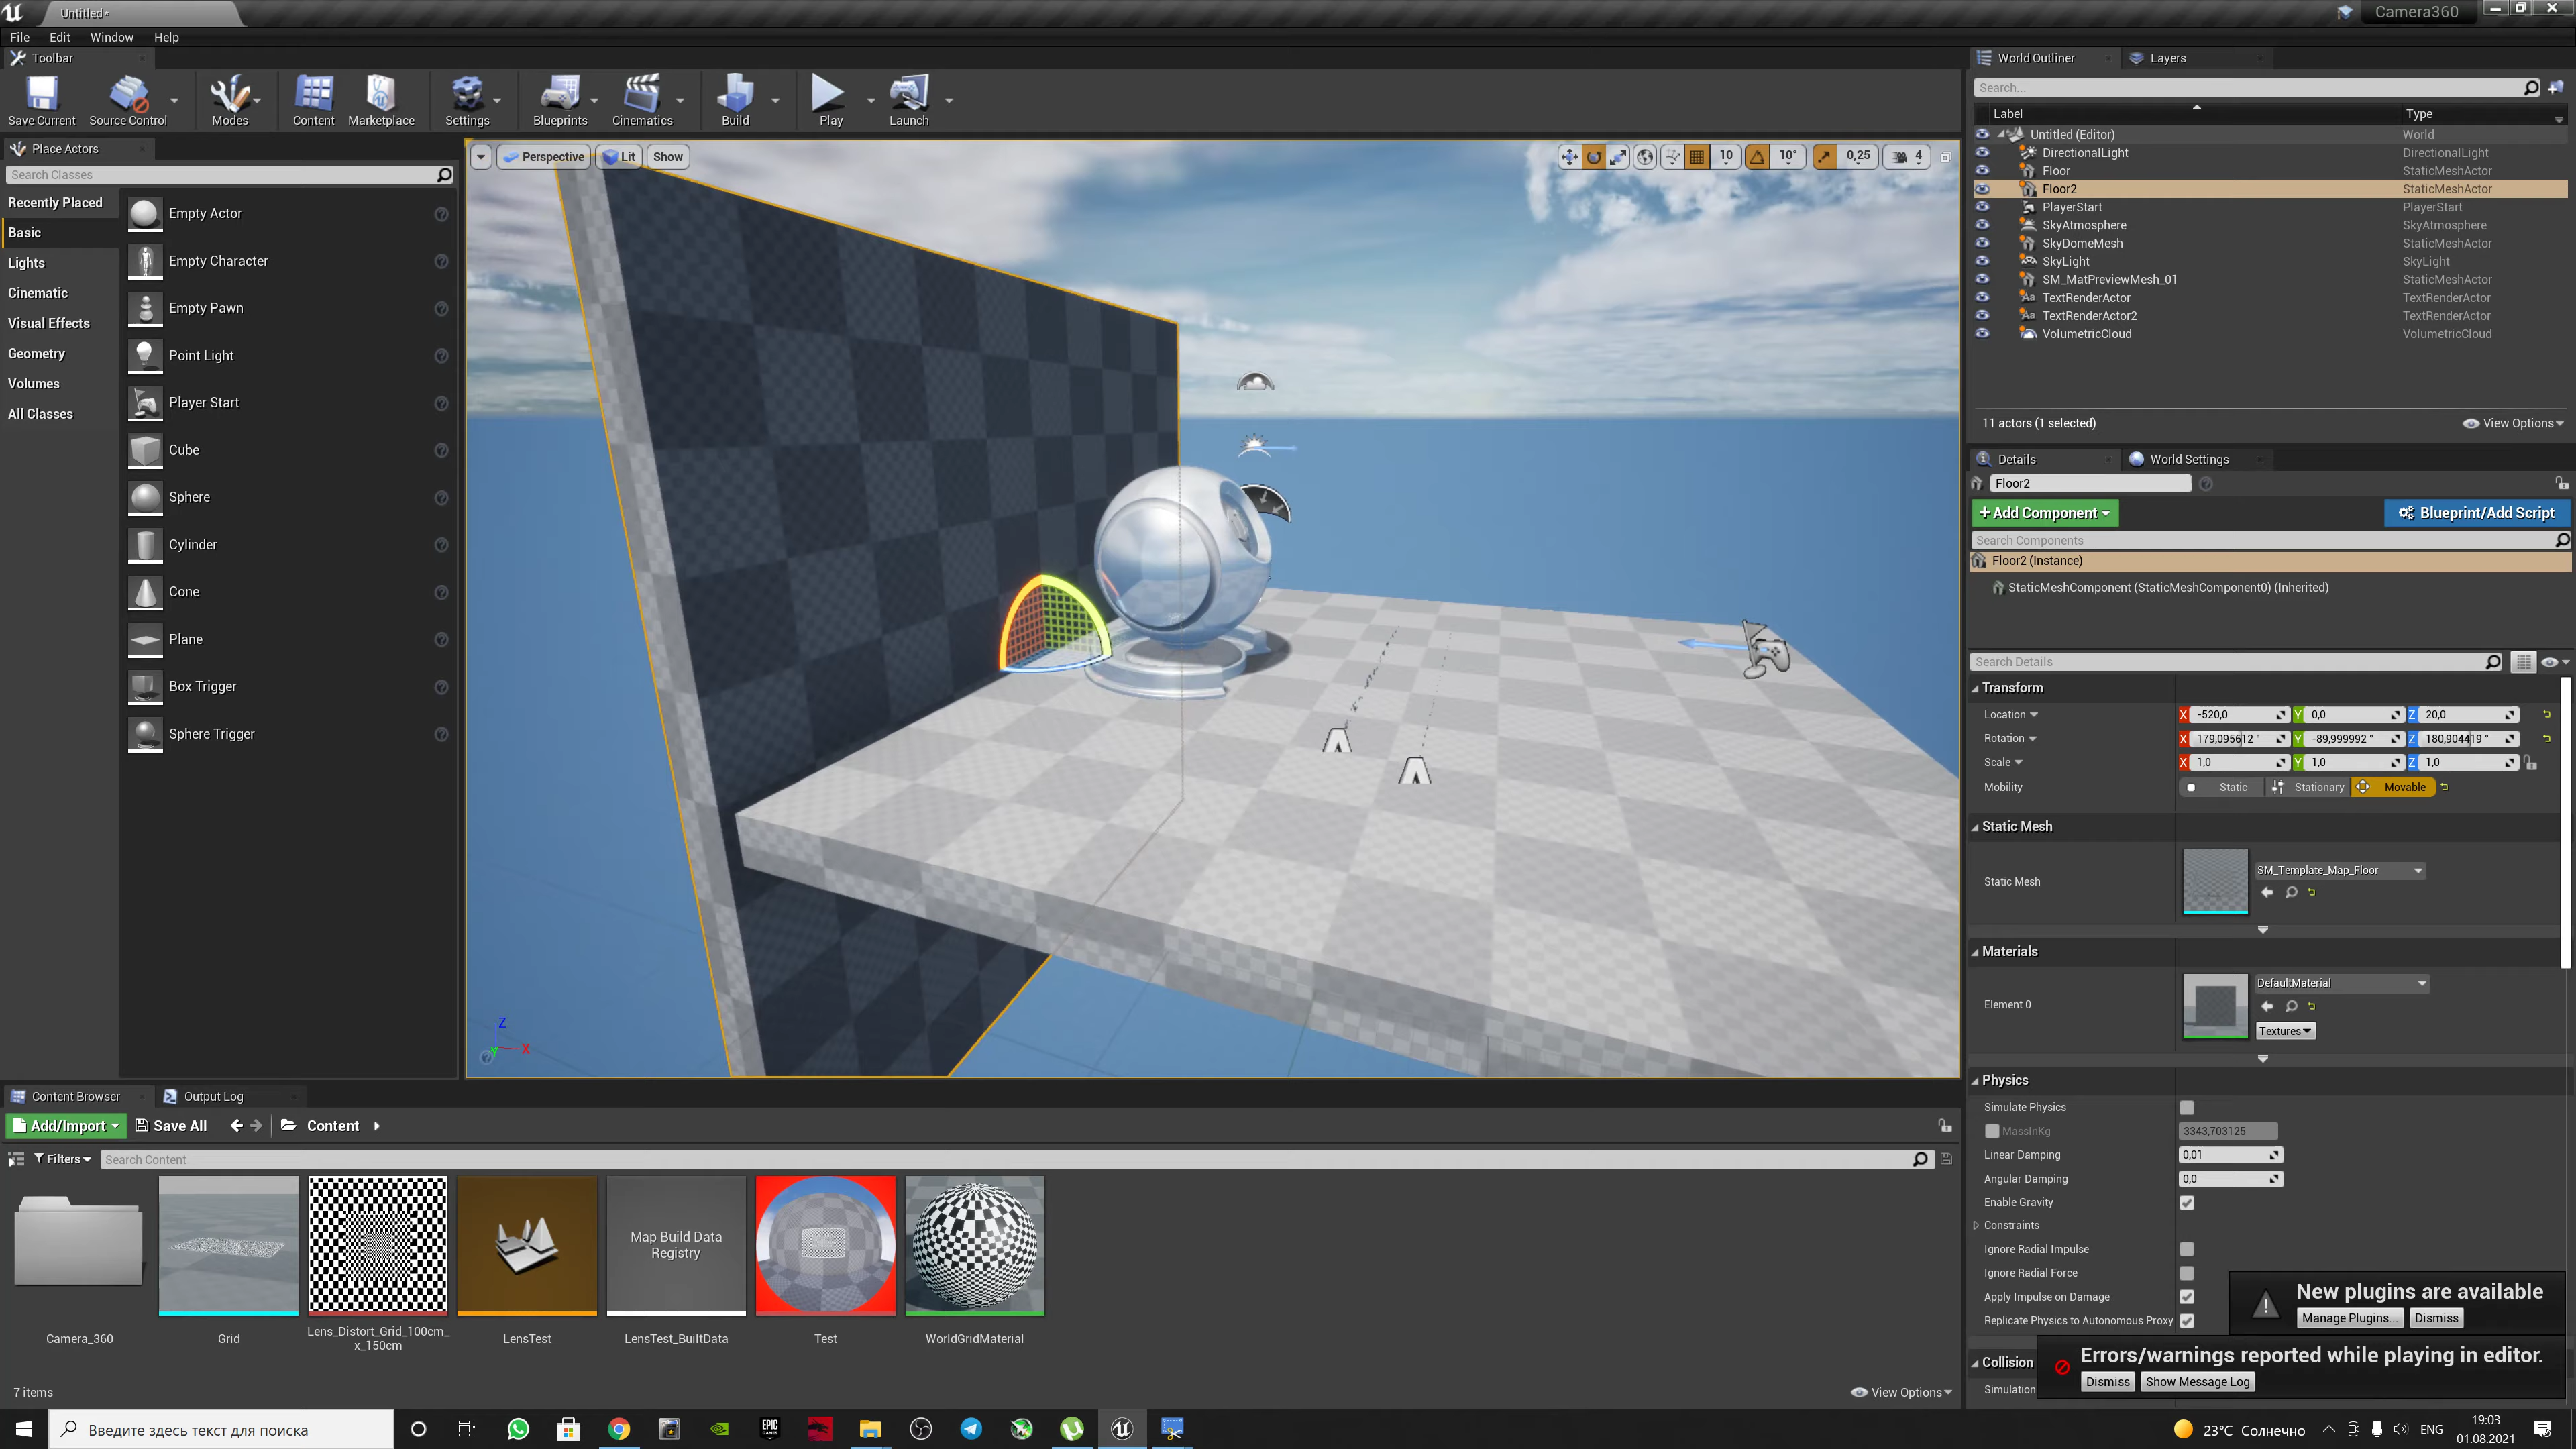 Untitled•
Camera360
File Edit Window Help
Toolbar
Save Current Source Control Modes Content Marketplace Settings Blueprints Cinematics Build Play Launch
Place Actors
Search Classes
Recently Placed
Basic
Lights
Cinematic
Visual Effects
Geometry
Volumes
All Classes
Empty Actor
Empty Character
Empty Pawn
Point Light
Player Start
Cube
Sphere
Cylinder
Cone
Plane
Box Trigger
Sphere Trigger
Perspective Lit Show
10 10° 0,25 4
Z
X
Y
World Outliner Layers
Search...
Label Type
Untitled (Editor) World
DirectionalLight DirectionalLight
Floor StaticMeshActor
Floor2 StaticMeshActor
PlayerStart PlayerStart
SkyAtmosphere SkyAtmosphere
SkyDomeMesh StaticMeshActor
SkyLight SkyLight
SM_MatPreviewMesh_01 StaticMeshActor
TextRenderActor TextRenderActor
TextRenderActor2 TextRenderActor
VolumetricCloud VolumetricCloud
11 actors (1 selected) View Options
Details World Settings
Floor2
+Add Component Blueprint/Add Script
Search Components
Floor2 (Instance)
StaticMeshComponent (StaticMeshComponent0) (Inherited)
Search Details
Transform
Location X -520,0 Y 0,0 Z 20,0
Rotation X 179,095612 ° Y -89,999992 ° Z 180,904419 °
Scale X 1,0 Y 1,0 Z 1,0
Mobility Static Stationary Movable
Static Mesh
Static Mesh SM_Template_Map_Floor
Materials
Element 0 DefaultMaterial
Textures
Physics
Simulate Physics
MassInKg 3343,703125
Linear Damping 0,01
Angular Damping 0,0
Enable Gravity
Constraints
Ignore Radial Impulse
Ignore Radial Force
Apply Impulse on Damage
Replicate Physics to Autonomous Proxy
Collision
Simulation
New plugins are available
Manage Plugins... Dismiss
Errors/warnings reported while playing in editor.
Dismiss Show Message Log
Content Browser Output Log
Add/Import Save All Content
Filters Search Content
Map Build Data
Registry
Camera_360
Grid
Lens_Distort_Grid_100cm_
x_150cm
LensTest
LensTest_BuiltData
Test
WorldGridMaterial
7 items View Options
Введите здесь текст для поиска
EPIC
GAMES
23°C Солнечно
ENG
19:03
01.08.2021